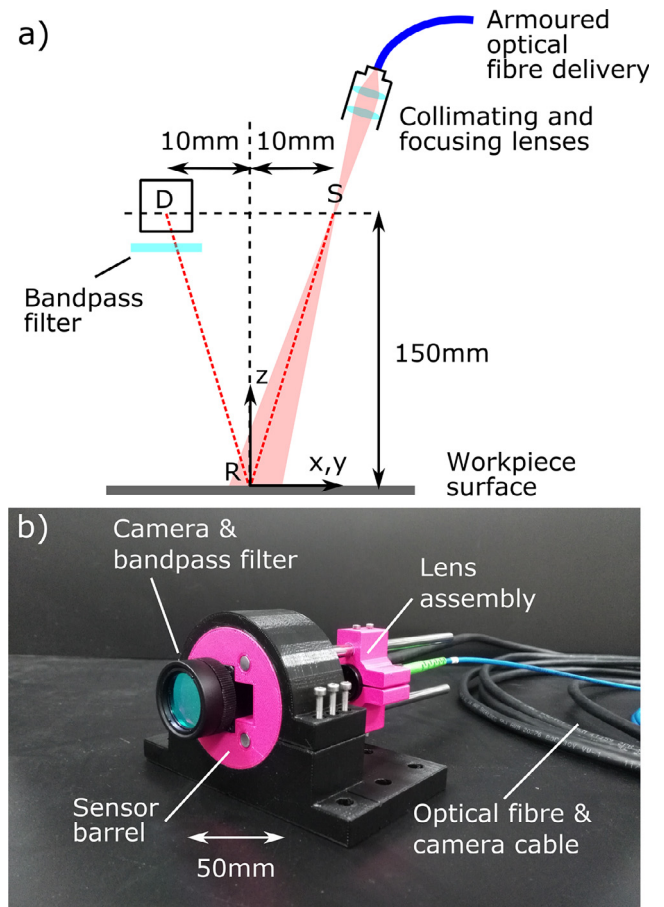 a)
Armoured
optical
fibre delivery
Collimating and
focusing lenses
10mm 10mm
D
S
Bandpass
filter
150mm
z
R
x,y
Workpiece
surface
b)
Camera &
bandpass filter
Lens
assembly
Sensor
barrel
50mm
Optical fibre &
camera cable